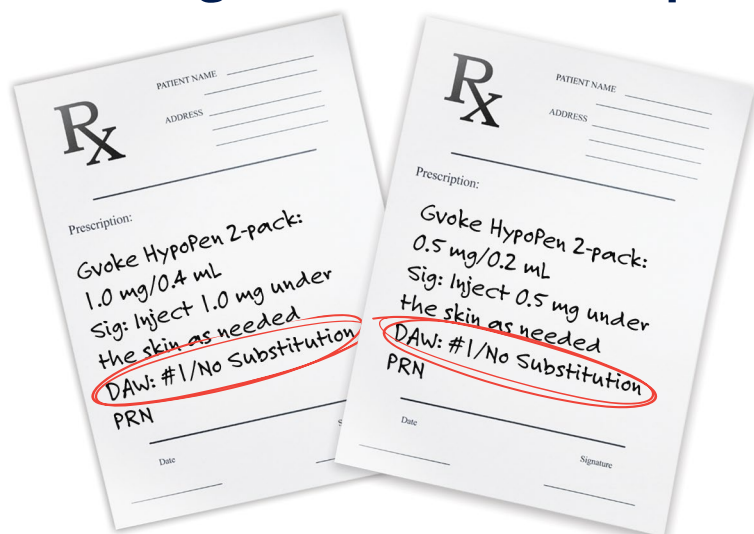 Rx
PATIENT NAME
ADDRESS
Prescription:
Gvoke HypoPen 2-pack:
1.0 mg/0.4 mL
Sig: Inject 1.0 mg under
the skin as needed
DAW: #1/No Substitution
PRN
Date
Rx
PATIENT NAME
ADDRESS
Prescription:
Gvoke HypoPen 2-pack:
0.5 mg/0.2 mL
Sig: Inject 0.5 mg under
the skin as needed
DAW: #1/No Substitution
PRN
Date
Signature